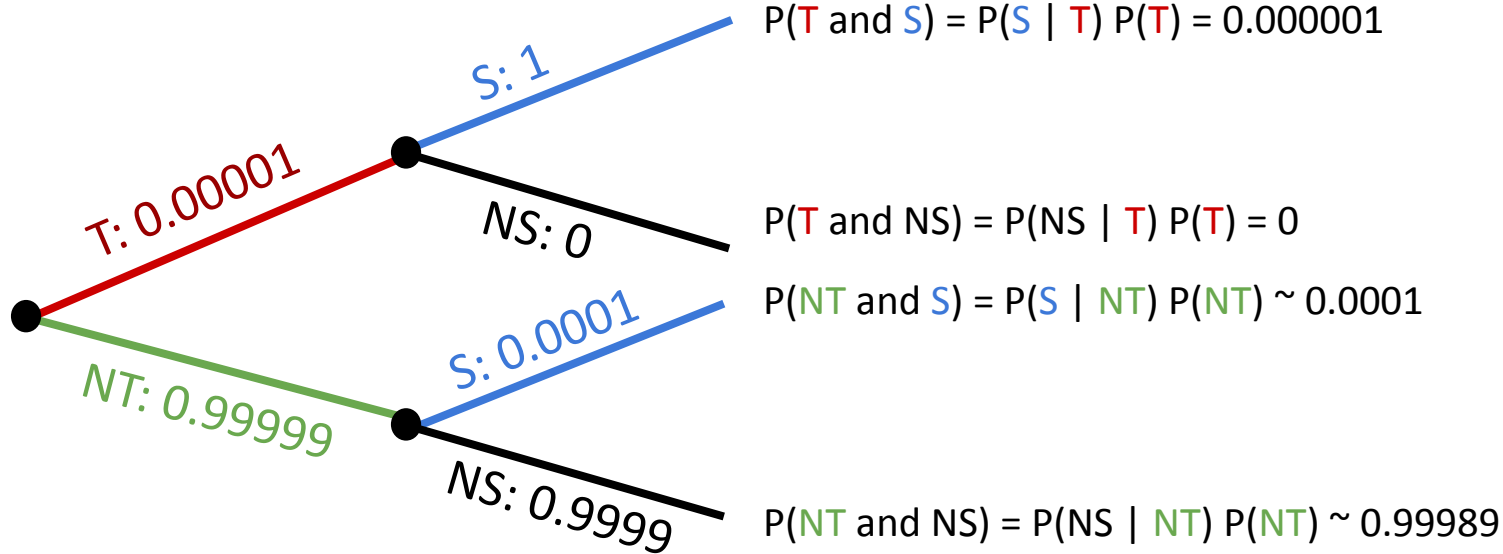 P(T and S) = P(S | T) P(T) = 0.000001
S: 1
T: 0.00001
NS: 0
P(T and NS) = P(NS | T) P(T) = 0
P(NT and S) = P(S | NT) P(NT) ~ 0.0001
S: 0.0001
NT: 0.99999
NS: 0.9999
P(NT and NS) = P(NS | NT) P(NT) ~ 0.99989